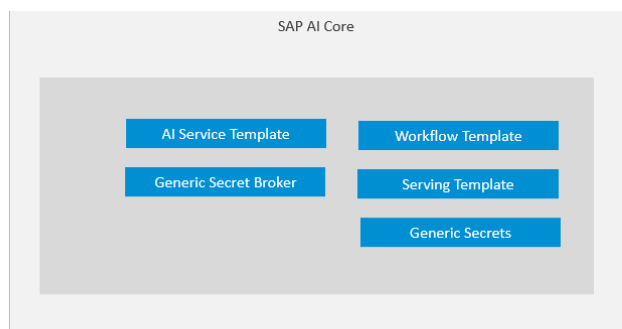 SAP AI Core
AI Service Template
Workflow Template
Generic Secret Broker
Serving Template
Generic Secrets